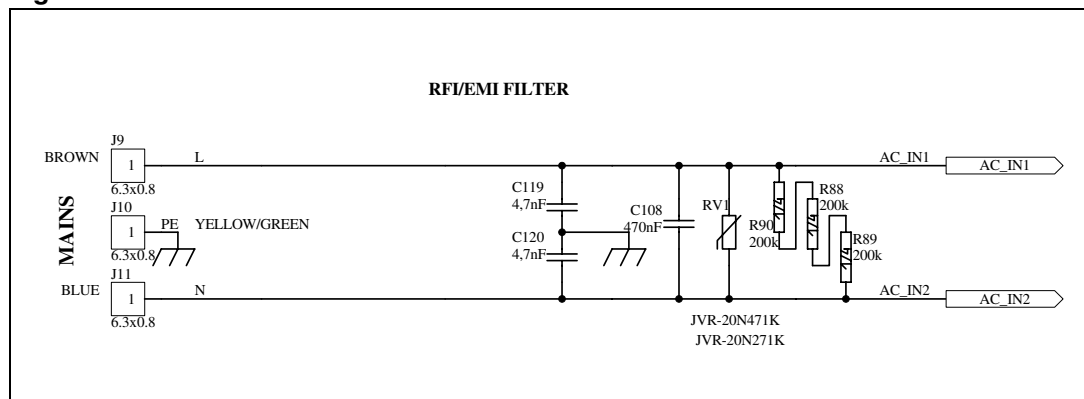 RFI/EMI FILTER
J9
BROWN
1
L
AC_IN1
AC_IN1
6.3x0.8
C119
4,7nF
R88
200k
J10
MAINS
1
PE
YELLOW/GREEN
6.3x0.8
C108
470nF
RV1
1/4
1/4
R90
200k
C120
4,7nF
R89
200k
1/4
J11
BLUE
1
N
AC_IN2
AC_IN2
6.3x0.8
JVR-20N471K
JVR-20N271K